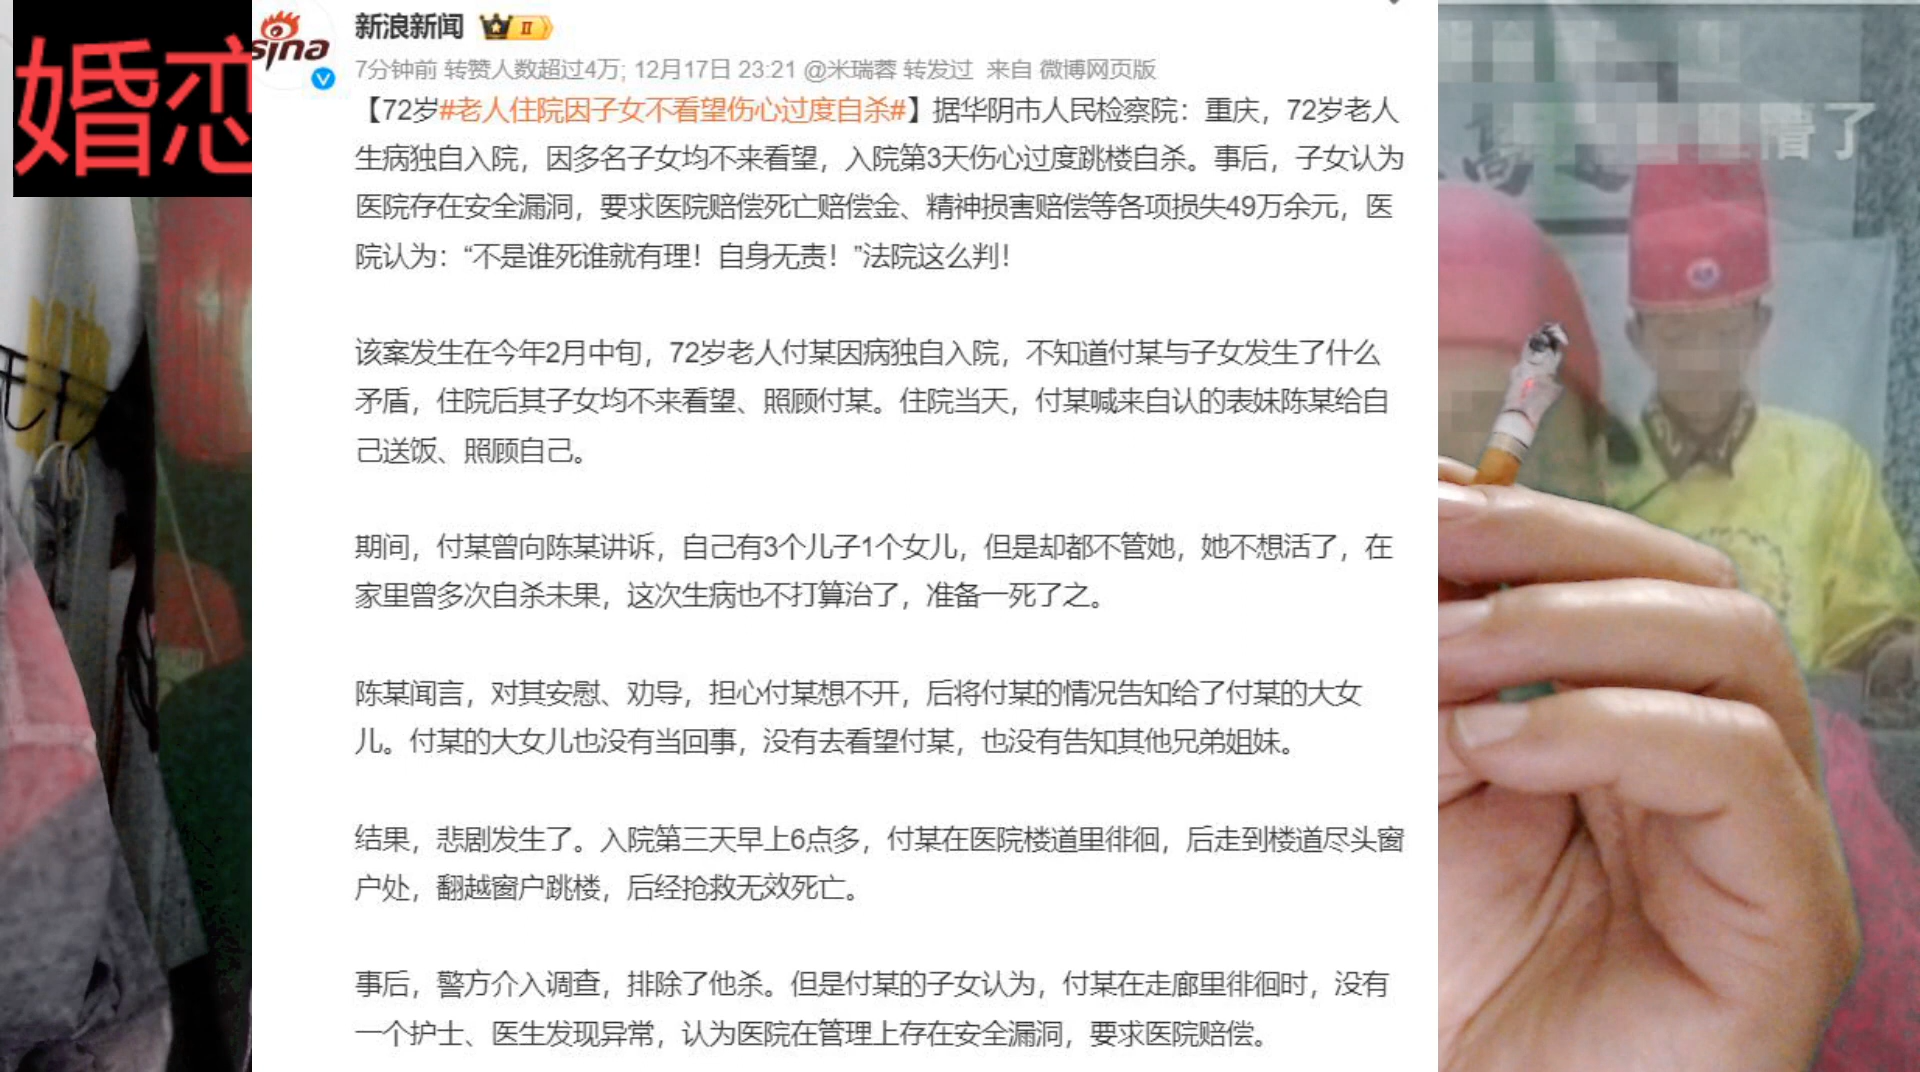 婚恋
sina
新浪新闻
II
7分钟前 转赞人数超过4万; 12月17日 23:21 @米瑞蓉 转发过 来自 微博网页版
【72岁#老人住院因子女不看望伤心过度自杀#】据华阴市人民检察院：重庆，72岁老人
生病独自入院，因多名子女均不来看望，入院第3天伤心过度跳楼自杀。事后，子女认为
医院存在安全漏洞，要求医院赔偿死亡赔偿金、精神损害赔偿等各项损失49万余元，医
院认为：“不是谁死谁就有理！自身无责！”法院这么判！
该案发生在今年2月中旬，72岁老人付某因病独自入院，不知道付某与子女发生了什么
矛盾，住院后其子女均不来看望、照顾付某。住院当天，付某喊来自认的表妹陈某给自
己送饭、照顾自己。
期间，付某曾向陈某讲诉，自己有3个儿子1个女儿，但是却都不管她，她不想活了，在
家里曾多次自杀未果，这次生病也不打算治了，准备一死了之。
陈某闻言，对其安慰、劝导，担心付某想不开，后将付某的情况告知给了付某的大女
儿。付某的大女儿也没有当回事，没有去看望付某，也没有告知其他兄弟姐妹。
结果，悲剧发生了。入院第三天早上6点多，付某在医院楼道里徘徊，后走到楼道尽头窗
户处，翻越窗户跳楼，后经抢救无效死亡。
事后，警方介入调查，排除了他杀。但是付某的子女认为，付某在走廊里徘徊时，没有
一个护士、医生发现异常，认为医院在管理上存在安全漏洞，要求医院赔偿。
懵了